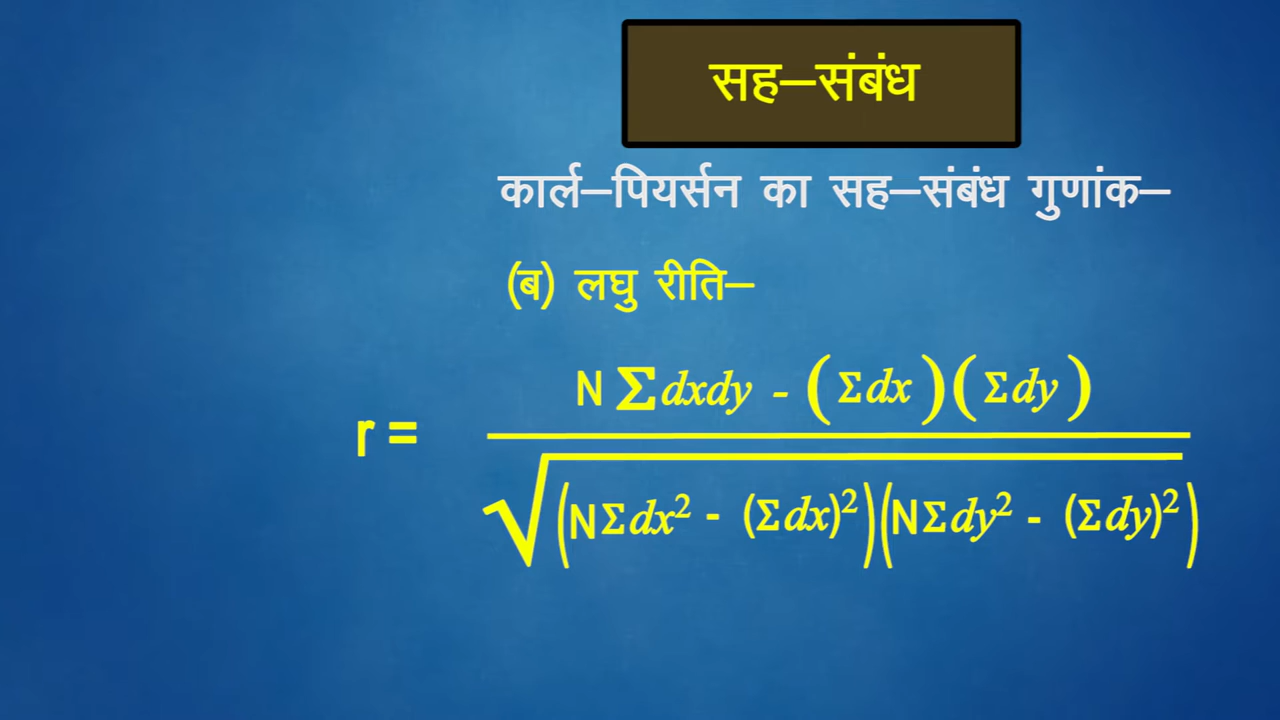 सह–संबंध
कार्ल–पियर्सन का सह–संबंध गुणांक–
(ब) लघु रीति–
N Σdxdy - (Σdx)(Σdy)
r =
√(NΣdx² - (Σdx)²)(NΣdy² - (Σdy)²)